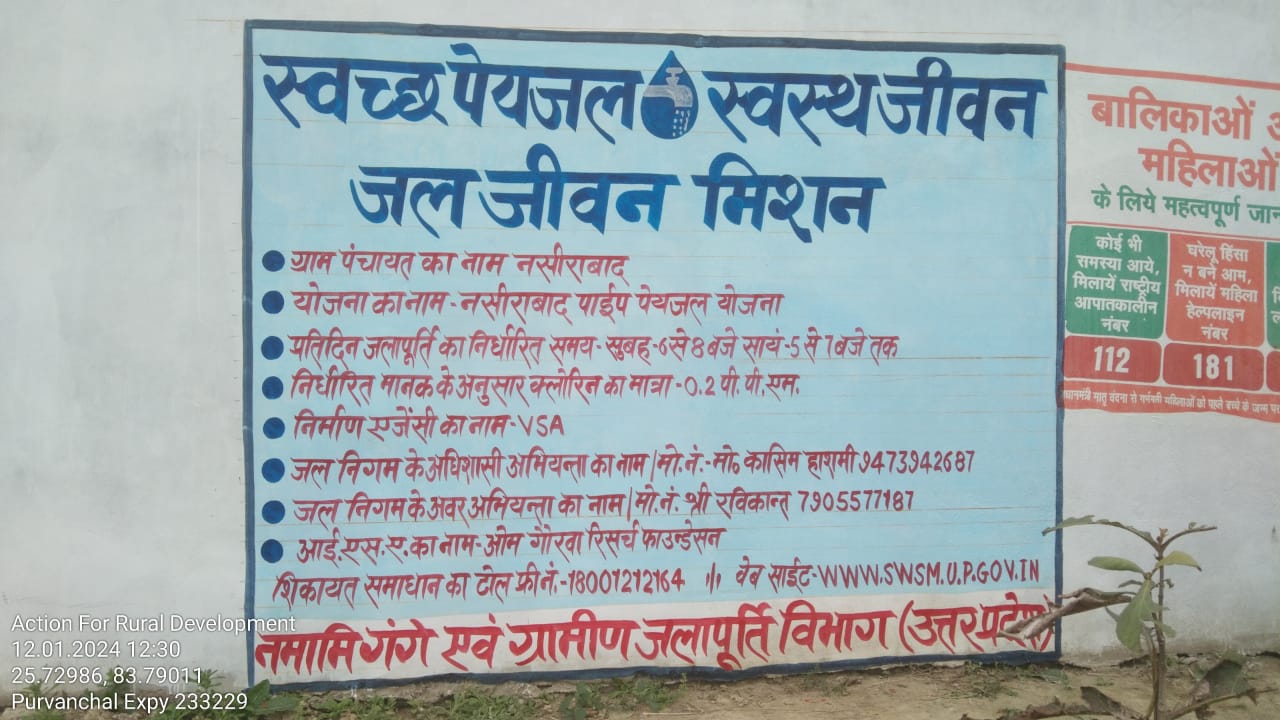 स्वच्छ पेयजल स्वस्थ जीवन
जल जीवन मिशन
ग्राम पंचायत का नाम नसीराबाद
योजना का नाम - नसीराबाद पाईप पेयजल योजना
प्रतिदिन जलापूर्ति का निर्धारित समय - सुबह -6 से 8 बजे सायं -5 से 7 बजे तक
निर्धारित मानक के अनुसार क्लोरिन का मात्रा -0.2 पी.पी.एम.
निर्माण एजेंसी का नाम - VSA
जल निगम के अधिशासी अभियन्ता का नाम / मो.नं.- मो० कासिम हाशमी 9473942687
जल निगम के अवर अभियन्ता का नाम / मो.नं. श्री रविकान्त 7905577187
आई.एस.ए. का नाम - ओम गौरवा रिसर्च फाउन्डेसन
शिकायत समाधान का टोल फ्री नं.-18001212164 वेब साईट - WWW.SWSM.U.P.GOV.IN
नमामि गंगे एवं ग्रामीण जलापूर्ति विभाग (उत्तर प्रदेश)
बालिकाओं
महिलाओं
के लिये महत्वपूर्ण
कोई भी समस्या आये, मिलायें राष्ट्रीय आपातकालीन नंबर
112
घरेलू हिंसा न बने आम, मिलायें महिला हेल्पलाइन नंबर
181
Action For Rural Development
12.01.2024 12:30
25.72986, 83.79011
Purvanchal Expy 233229